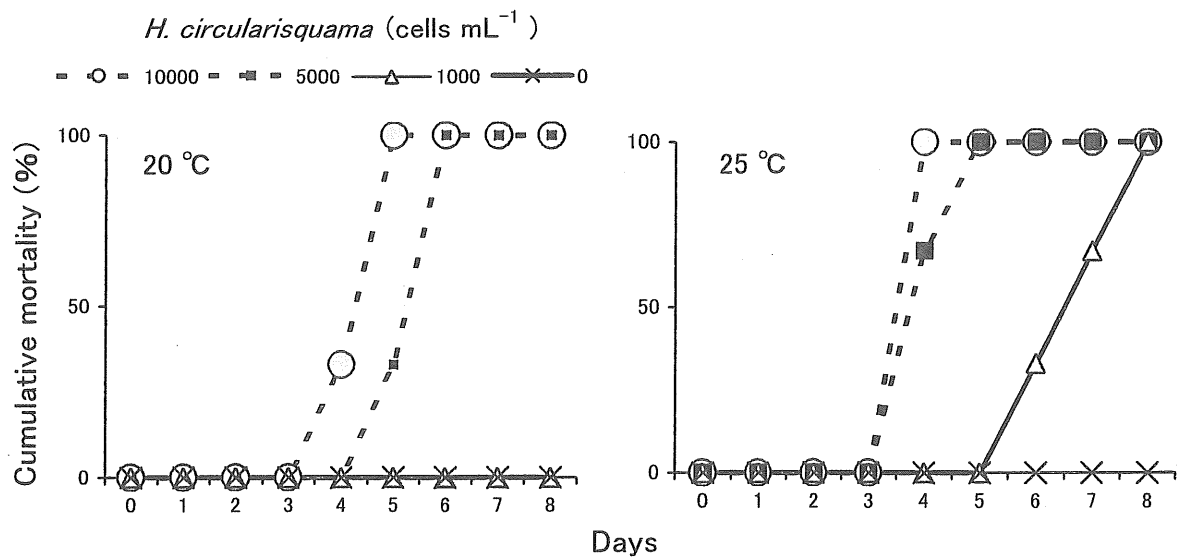 H. circularisquama (cells mL⁻¹)
10000 5000 1000 0
Cumulative mortality (%)
100
50
0
20 °C
0 1 2 3 4 5 6 7 8
100
50
0
25 °C
0 1 2 3 4 5 6 7 8
Days